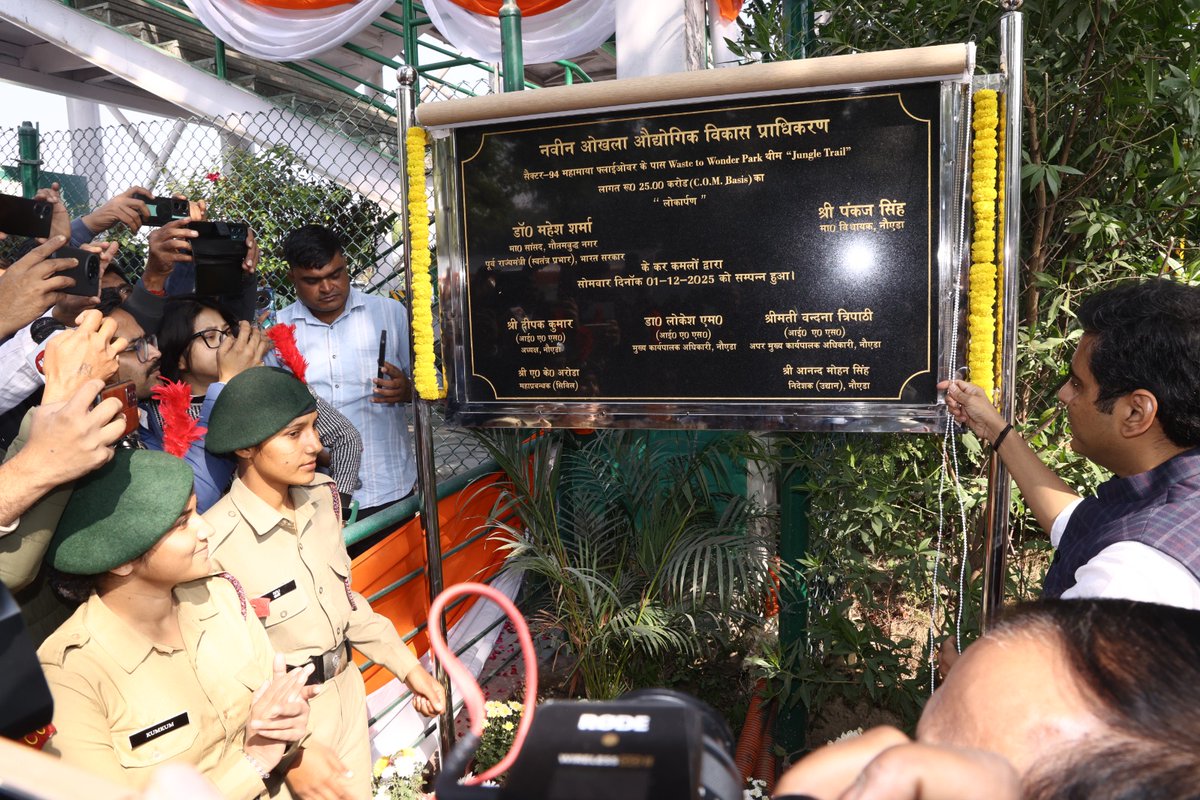 नवीन ओखला औद्योगिक विकास प्राधिकरण
सैक्टर-94 महामाया फ्लाईओवर के पास Waste to Wonder Park थीम “Jungle Trail”
लागत रू0 25.00 करोड़ (C.O.M. Basis) का
“ लोकार्पण ”
डॉ0 महेश शर्मा
मा0 सांसद, गौतमबुद्ध नगर
पूर्व राज्यमंत्री (स्वतंत्र प्रभार), भारत सरकार
श्री पंकज सिंह
मा0 विधायक, नौएडा
के कर कमलों द्वारा
सोमवार दिनॉक 01-12-2025 को सम्पन्न हुआ।
श्री दीपक कुमार
(आई0 ए0 एस0)
अध्यक्ष, नौएडा
डा0 लोकेश एम0
(आई0 ए0 एस0)
मुख्य कार्यपालक अधिकारी, नौएडा
श्रीमती वन्दना त्रिपाठी
(आई0 ए0 एस0)
अपर मुख्य कार्यपालक अधिकारी, नौएडा
श्री ए0 के0 अरोडा
महाप्रबन्धक (सिविल)
श्री आनन्द मोहन सिंह
निदेशक (उद्यान), नौएडा
KUMKUM
RODE
WIRELESS